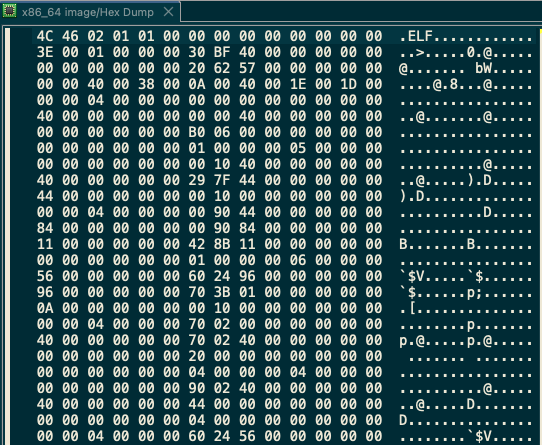 x86_64 image/Hex Dump
4C 46 02 01 01 00 00 00 00 00 00 00 00 00 .ELF............
3E 00 01 00 00 00 30 BF 40 00 00 00 00 00 ..>.....0.@.....
00 00 00 00 00 00 20 62 57 00 00 00 00 00 @....... bW.....
00 00 40 00 38 00 0A 00 40 00 1E 00 1D 00 ....@.8...@.....
00 00 04 00 00 00 00 00 00 00 00 00 00 00 ................
40 00 00 00 00 00 00 00 40 00 00 00 00 00 ..@.......@.....
00 00 00 00 00 00 B0 06 00 00 00 00 00 00 ................
00 00 00 00 00 00 01 00 00 00 05 00 00 00 ................
00 00 00 00 00 00 00 10 40 00 00 00 00 00 ..........@.....
40 00 00 00 00 00 29 7F 44 00 00 00 00 00 ..@.....).D.....
44 00 00 00 00 00 00 10 00 00 00 00 00 00 ).D.............
00 00 04 00 00 00 00 90 44 00 00 00 00 00 ..........D.....
84 00 00 00 00 00 00 90 84 00 00 00 00 00 ................
11 00 00 00 00 00 42 8B 11 00 00 00 00 00 B.......B.......
00 00 00 00 00 00 01 00 00 00 06 00 00 00 ................
56 00 00 00 00 00 60 24 96 00 00 00 00 00 `$V.....`$......
96 00 00 00 00 00 70 3B 01 00 00 00 00 00 `$......p;......
0A 00 00 00 00 00 00 10 00 00 00 00 00 00 .[..............
00 00 04 00 00 00 70 02 00 00 00 00 00 00 ........p.......
40 00 00 00 00 00 70 02 40 00 00 00 00 00 p.@.....p.@.....
00 00 00 00 00 00 20 00 00 00 00 00 00 00  ....... .......
00 00 00 00 00 00 04 00 00 00 04 00 00 00 ................
00 00 00 00 00 00 90 02 40 00 00 00 00 00 ..........@.....
40 00 00 00 00 00 44 00 00 00 00 00 00 00 ..@.....D.......
00 00 00 00 00 00 04 00 00 00 00 00 00 00 D...............
00 00 04 00 00 00 60 24 56 00 00 00 00 00 ........`$V.....